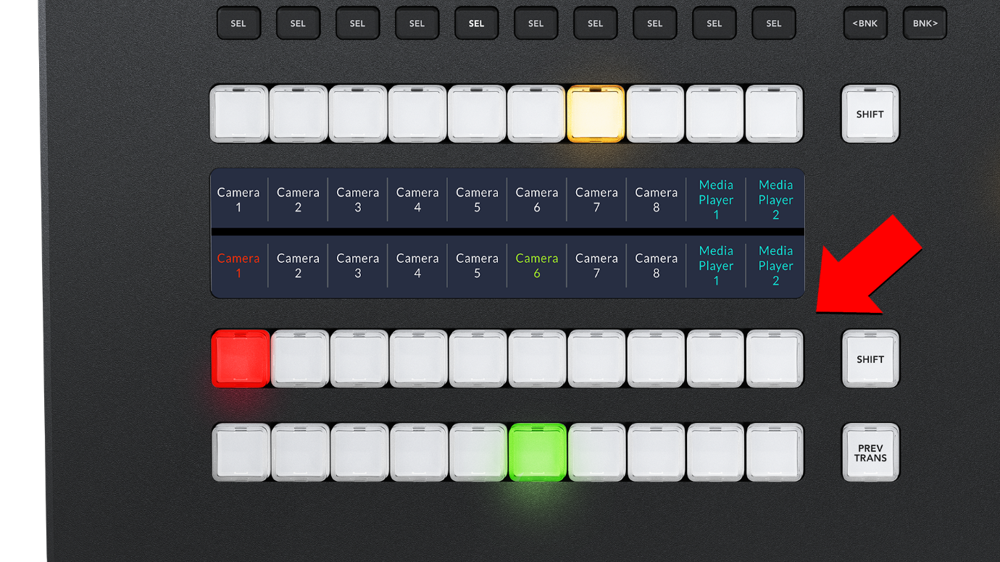 SEL SEL SEL SEL SEL SEL SEL SEL SEL SEL <BNK BNK>
SHIFT
Camera 1 Camera 2 Camera 3 Camera 4 Camera 5 Camera 6 Camera 7 Camera 8 Media Player 1 Media Player 2
Camera 1 Camera 2 Camera 3 Camera 4 Camera 5 Camera 6 Camera 7 Camera 8 Media Player 1 Media Player 2
SHIFT
PREV
TRANS